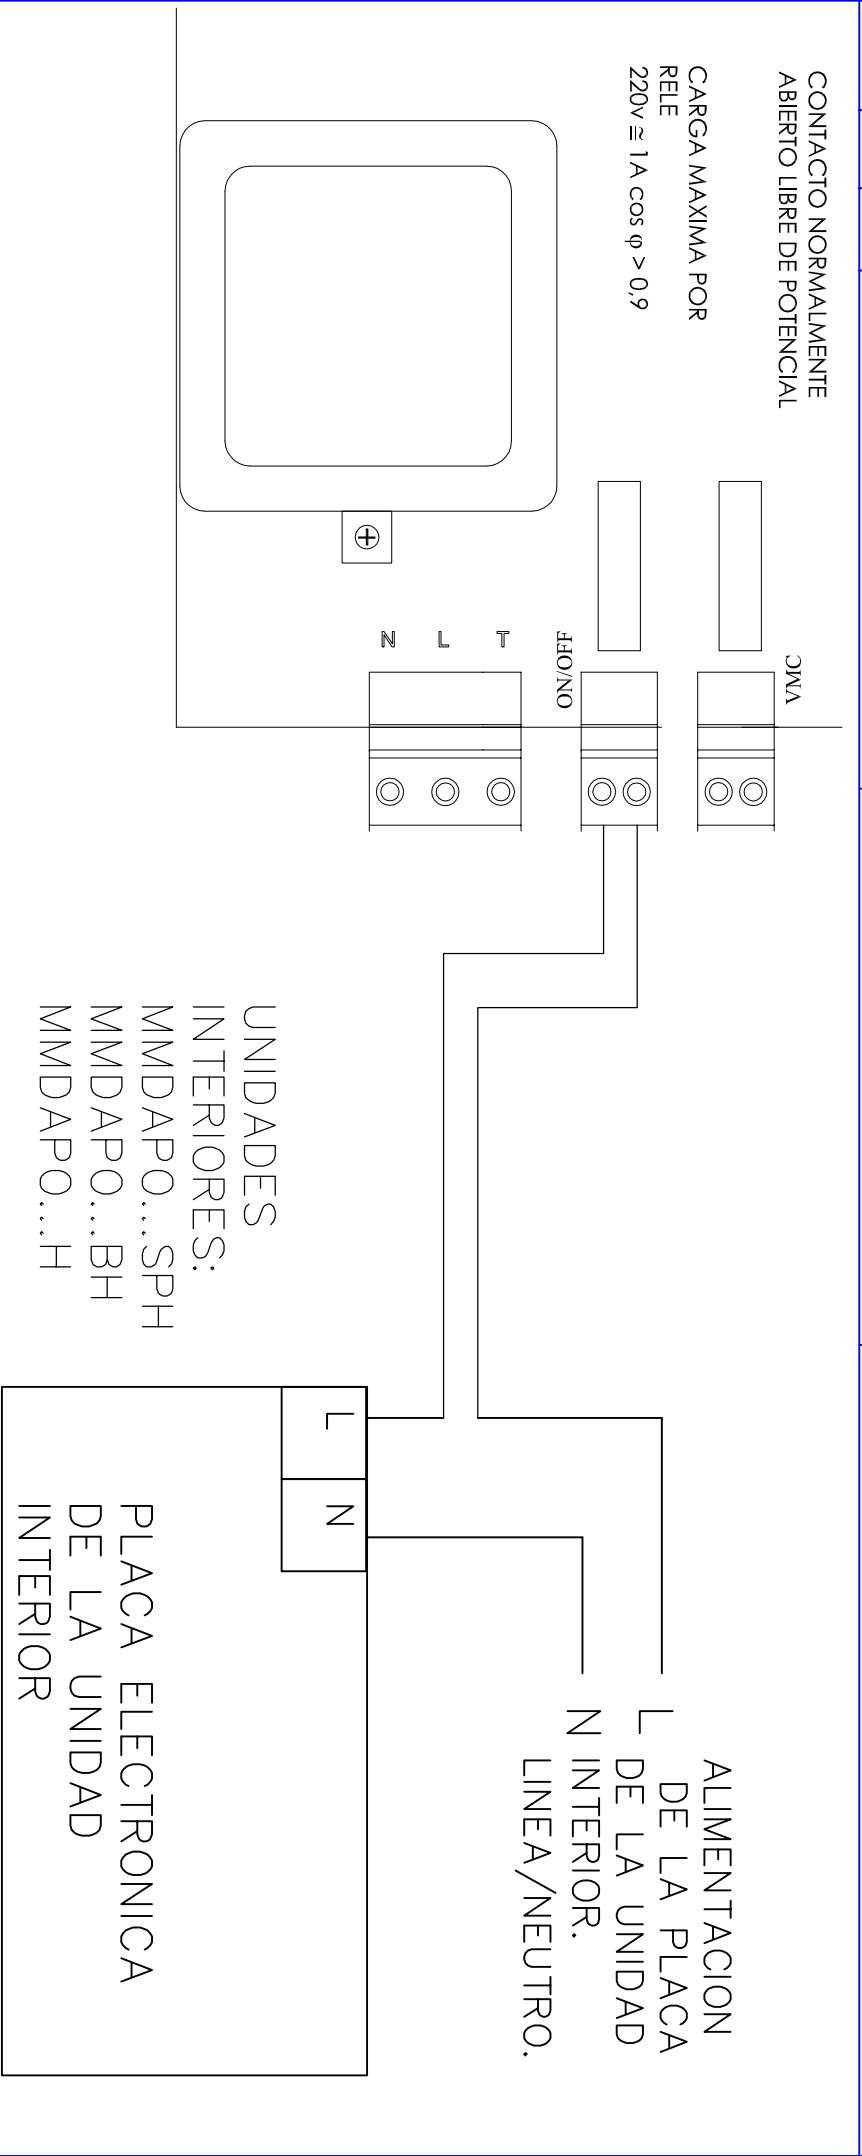 CONTACTO NORMALMENTE
ABIERTO LIBRE DE POTENCIAL
CARGA MAXIMA POR
RELE
220v ≅ 1A cos φ > 0,9
VMC
ON/OFF
T
L
N
UNIDADES
INTERIORES:
MMDAPO...SPH
MMDAPO...BH
MMDAPO...H
L
N
PLACA ELECTRONICA
DE LA UNIDAD
INTERIOR
L
N
ALIMENTACION
DE LA PLACA
DE LA UNIDAD
INTERIOR.
LINEA/NEUTRO.